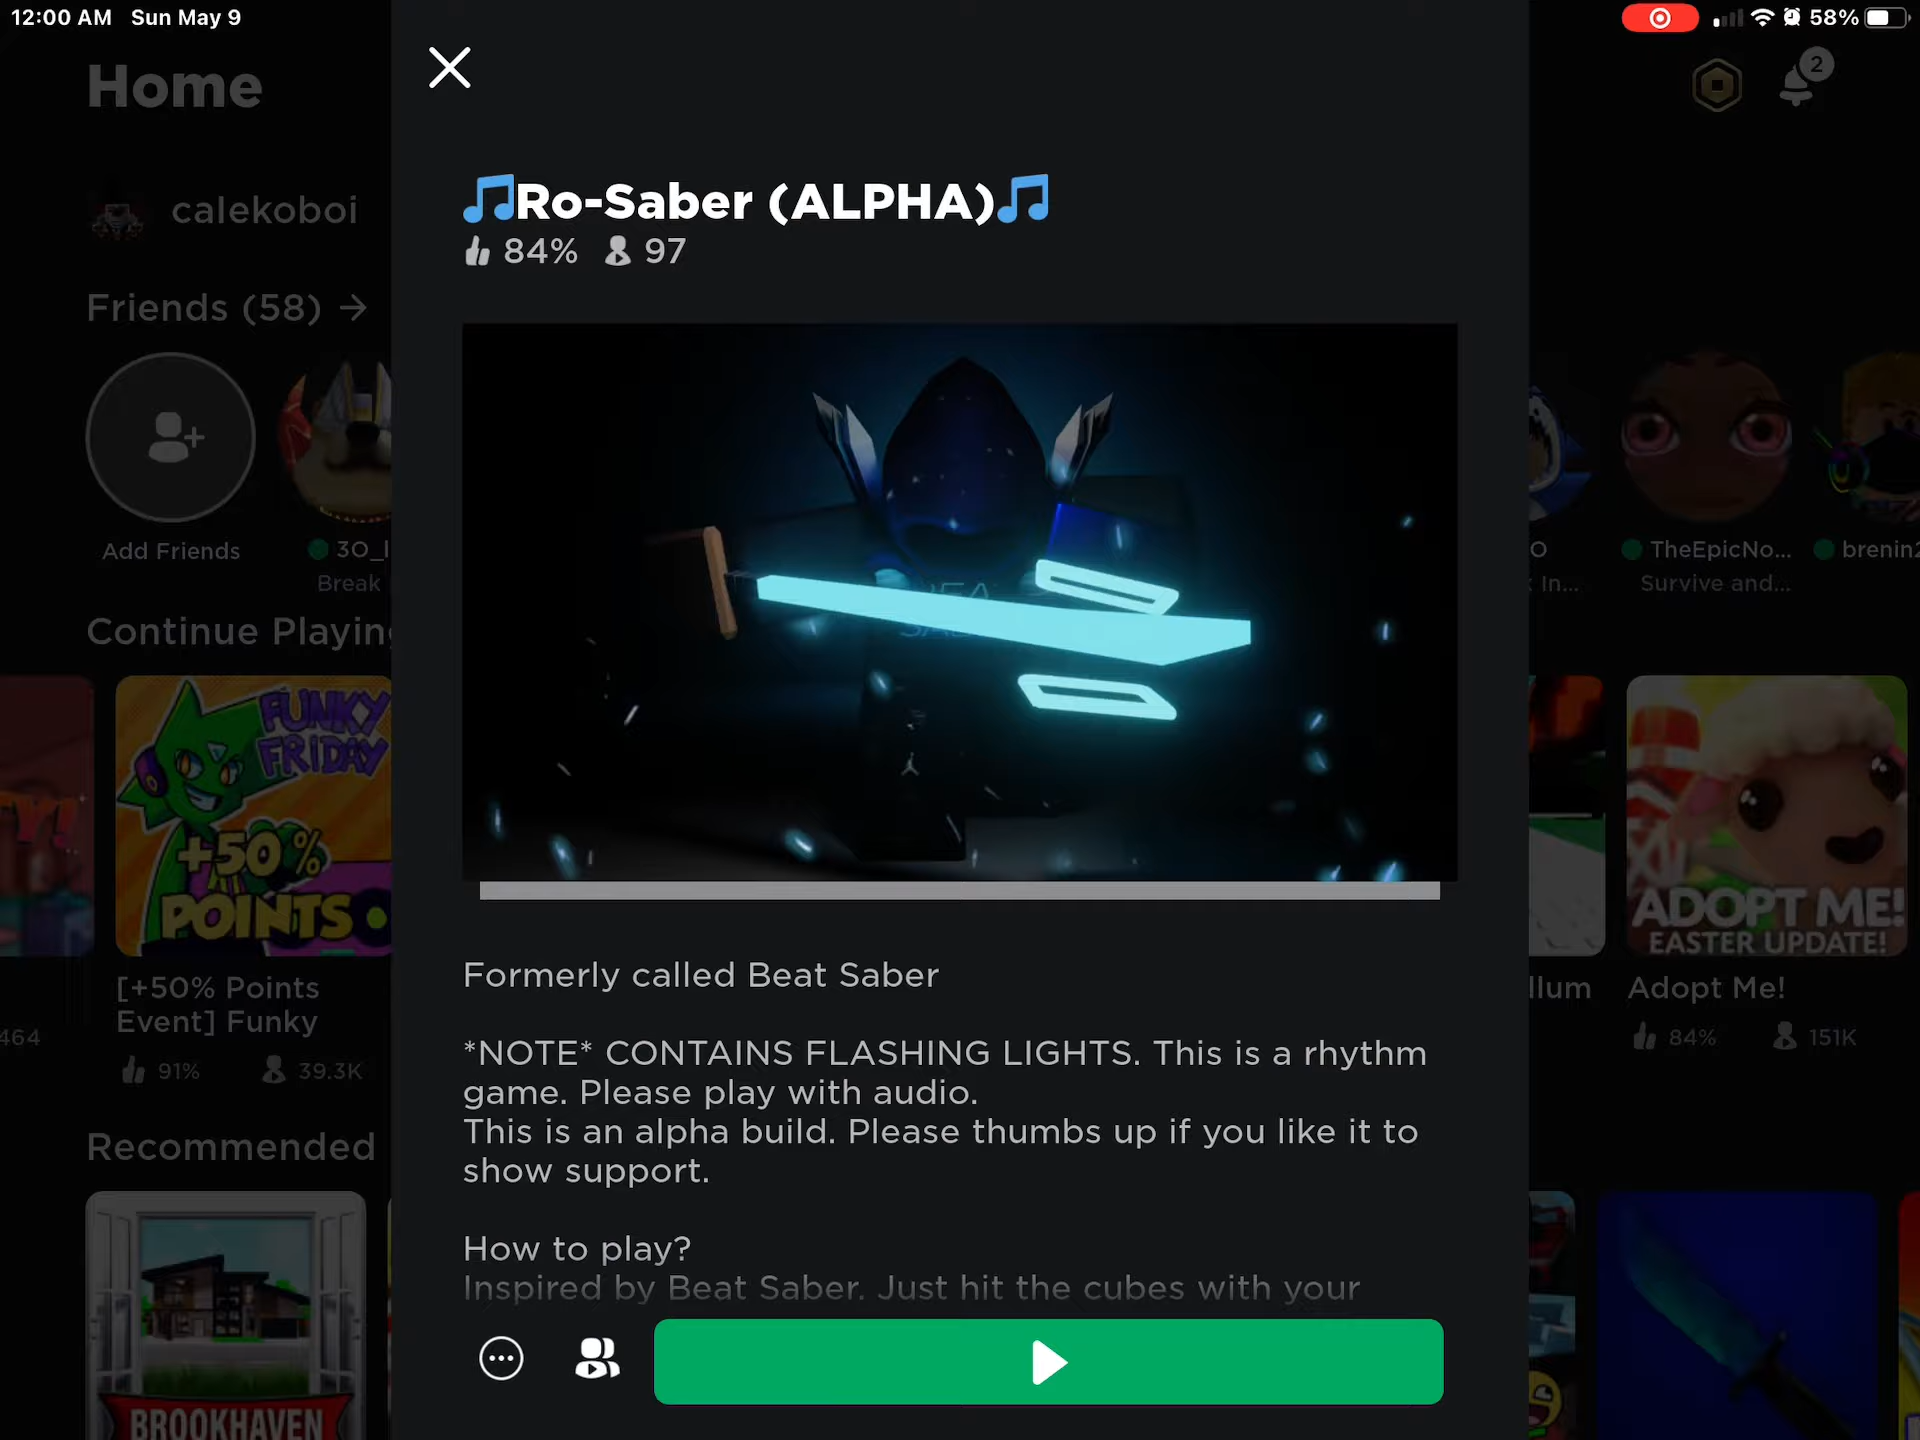 12:00 AM Sun May 9
58%
Home
2
calekoboi
Friends (58)
Add Friends
Break
Continue Playing
🎵Ro-Saber (ALPHA)🎵
84% 97
Formerly called Beat Saber
*NOTE* CONTAINS FLASHING LIGHTS. This is a rhythm
game. Please play with audio.
This is an alpha build. Please thumbs up if you like it to
show support.
How to play?
Inspired by Beat Saber. Just hit the cubes with your
TheEpicNo...
Survive and...
FUNKY
FRIDAY
+50%
POINTS
[+50% Points
Event] Funky
91% 39.3K
464
ADOPT ME!
EASTER UPDATE!
Adopt Me!
84% 151K
Recommended
BROOKHAVEN